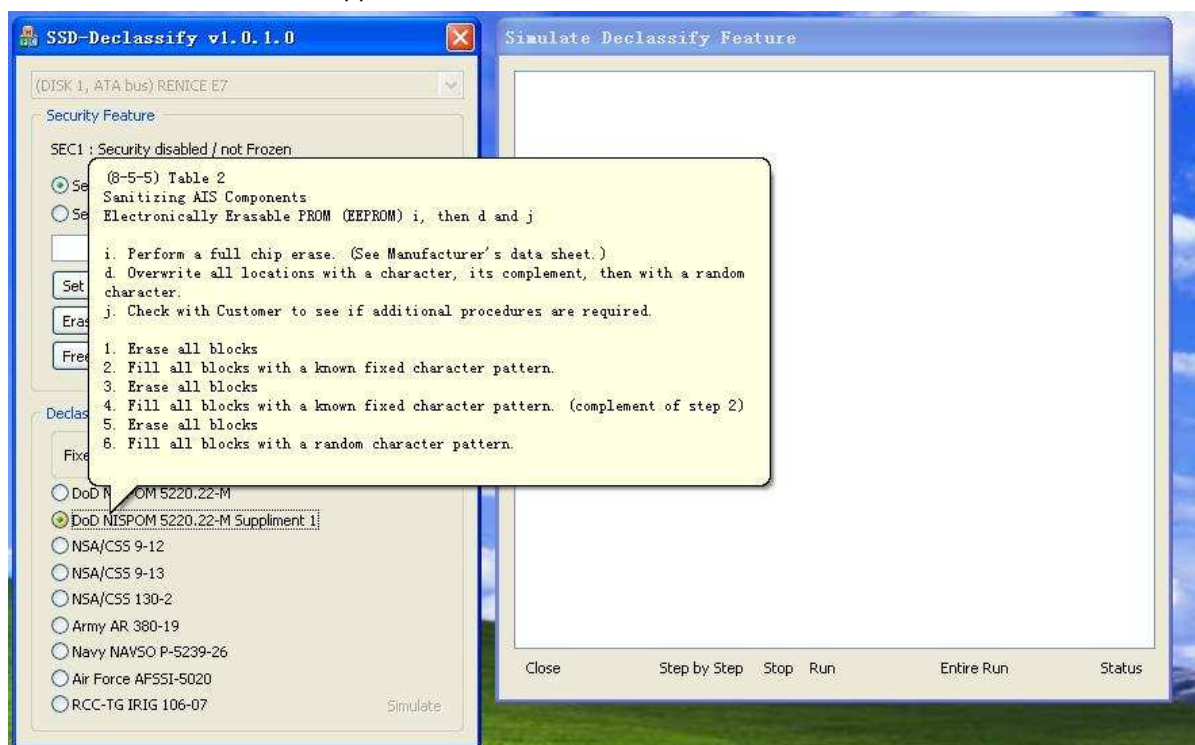 SSD-Declassify v1.0.1.0
(DISK 1, ATA bus) RENICE E7
Security Feature
SEC1 : Security disabled / not Frozen
Se
Se
Set
Eras
Free
(8-5-5) Table 2
Sanitizing AIS Components
Electronically Erasable PROM (EEPROM) i, then d and j
i. Perform a full chip erase. (See Manufacturer's data sheet.)
d. Overwrite all locations with a character, its complement, then with a random
character.
j. Check with Customer to see if additional procedures are required.
1. Erase all blocks
2. Fill all blocks with a known fixed character pattern.
3. Erase all blocks
4. Fill all blocks with a known fixed character pattern. (complement of step 2)
5. Erase all blocks
6. Fill all blocks with a random character pattern.
Declas
Fixe
DoD N OM 5220.22-M
DoD NISPOM 5220.22-M Suppliment 1
NSA/CSS 9-12
NSA/CSS 9-13
NSA/CSS 130-2
Army AR 380-19
Navy NAVSO P-5239-26
Air Force AFSSI-5020
RCC-TG IRIG 106-07
Simulate
Simulate Declassify Feature
Close Step by Step Stop Run Entire Run Status